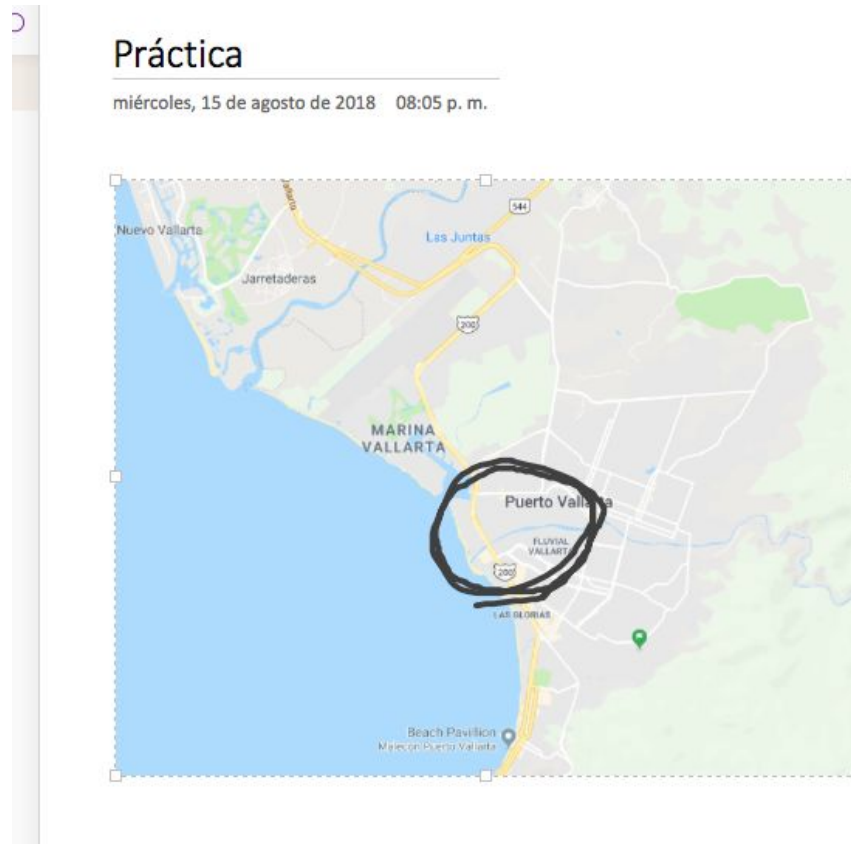 Práctica
miércoles, 15 de agosto de 2018 08:05 p. m.
544
Nuevo Vallarta
Las Juntas
Jarretaderas
200
MARINA
VALLARTA
Puerto Vallarta
FLUVIAL
VALLARTA
200
LAS GLORIAS
Beach Pavillion
Malecon Puerto Vallarta